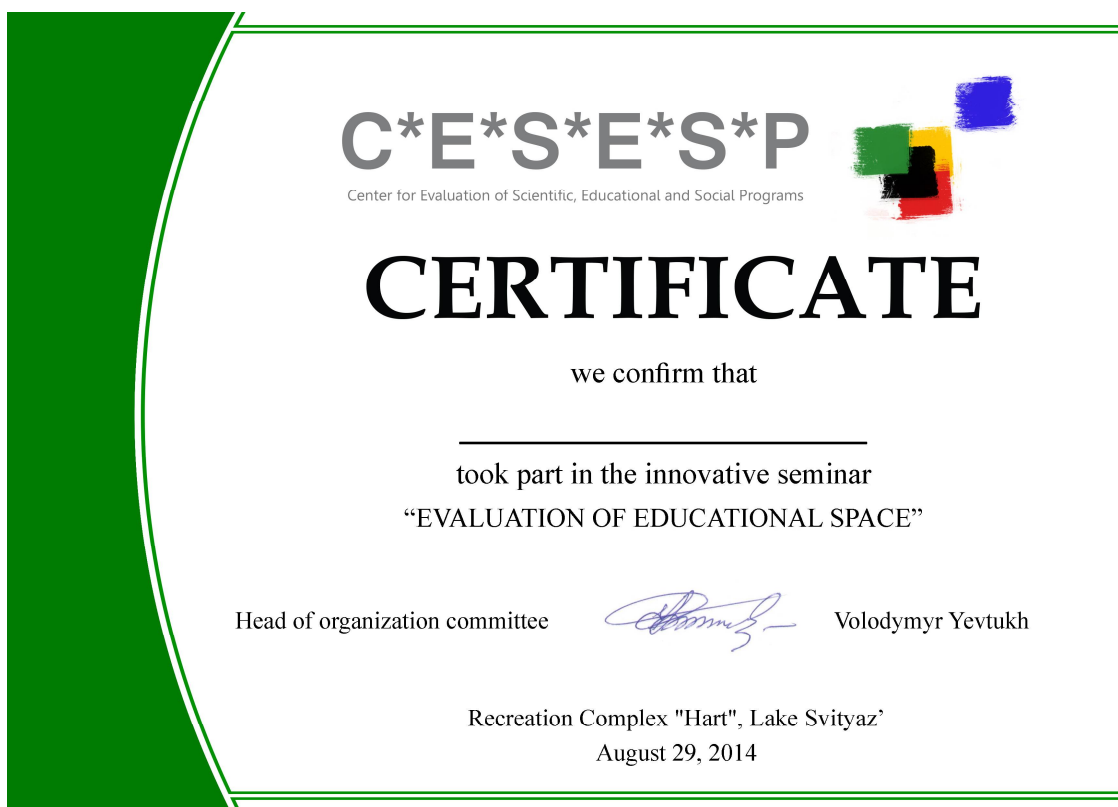 C*E*S*E*S*P
Center for Evaluation of Scientific, Educational and Social Programs
CERTIFICATE
we confirm that
took part in the innovative seminar
“EVALUATION OF EDUCATIONAL SPACE”
Head of organization committee Volodymyr Yevtukh
Recreation Complex "Hart", Lake Svityaz’
August 29, 2014